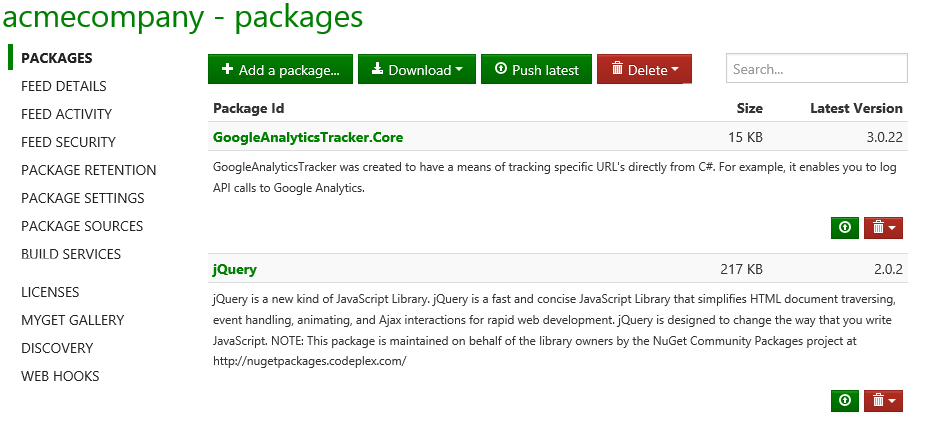 acmecompany - packages
PACKAGES
FEED DETAILS
FEED ACTIVITY
FEED SECURITY
PACKAGE RETENTION
PACKAGE SETTINGS
PACKAGE SOURCES
BUILD SERVICES
LICENSES
MYGET GALLERY
DISCOVERY
WEB HOOKS
Add a package... Download Push latest Delete Search...
Package Id Size Latest Version
GoogleAnalyticsTracker.Core 15 KB 3.0.22
GoogleAnalyticsTracker was created to have a means of tracking specific URL's directly from C#. For example, it enables you to log
API calls to Google Analytics.
jQuery 217 KB 2.0.2
jQuery is a new kind of JavaScript Library. jQuery is a fast and concise JavaScript Library that simplifies HTML document traversing,
event handling, animating, and Ajax interactions for rapid web development. jQuery is designed to change the way that you write
JavaScript. NOTE: This package is maintained on behalf of the library owners by the NuGet Community Packages project at
http://nugetpackages.codeplex.com/